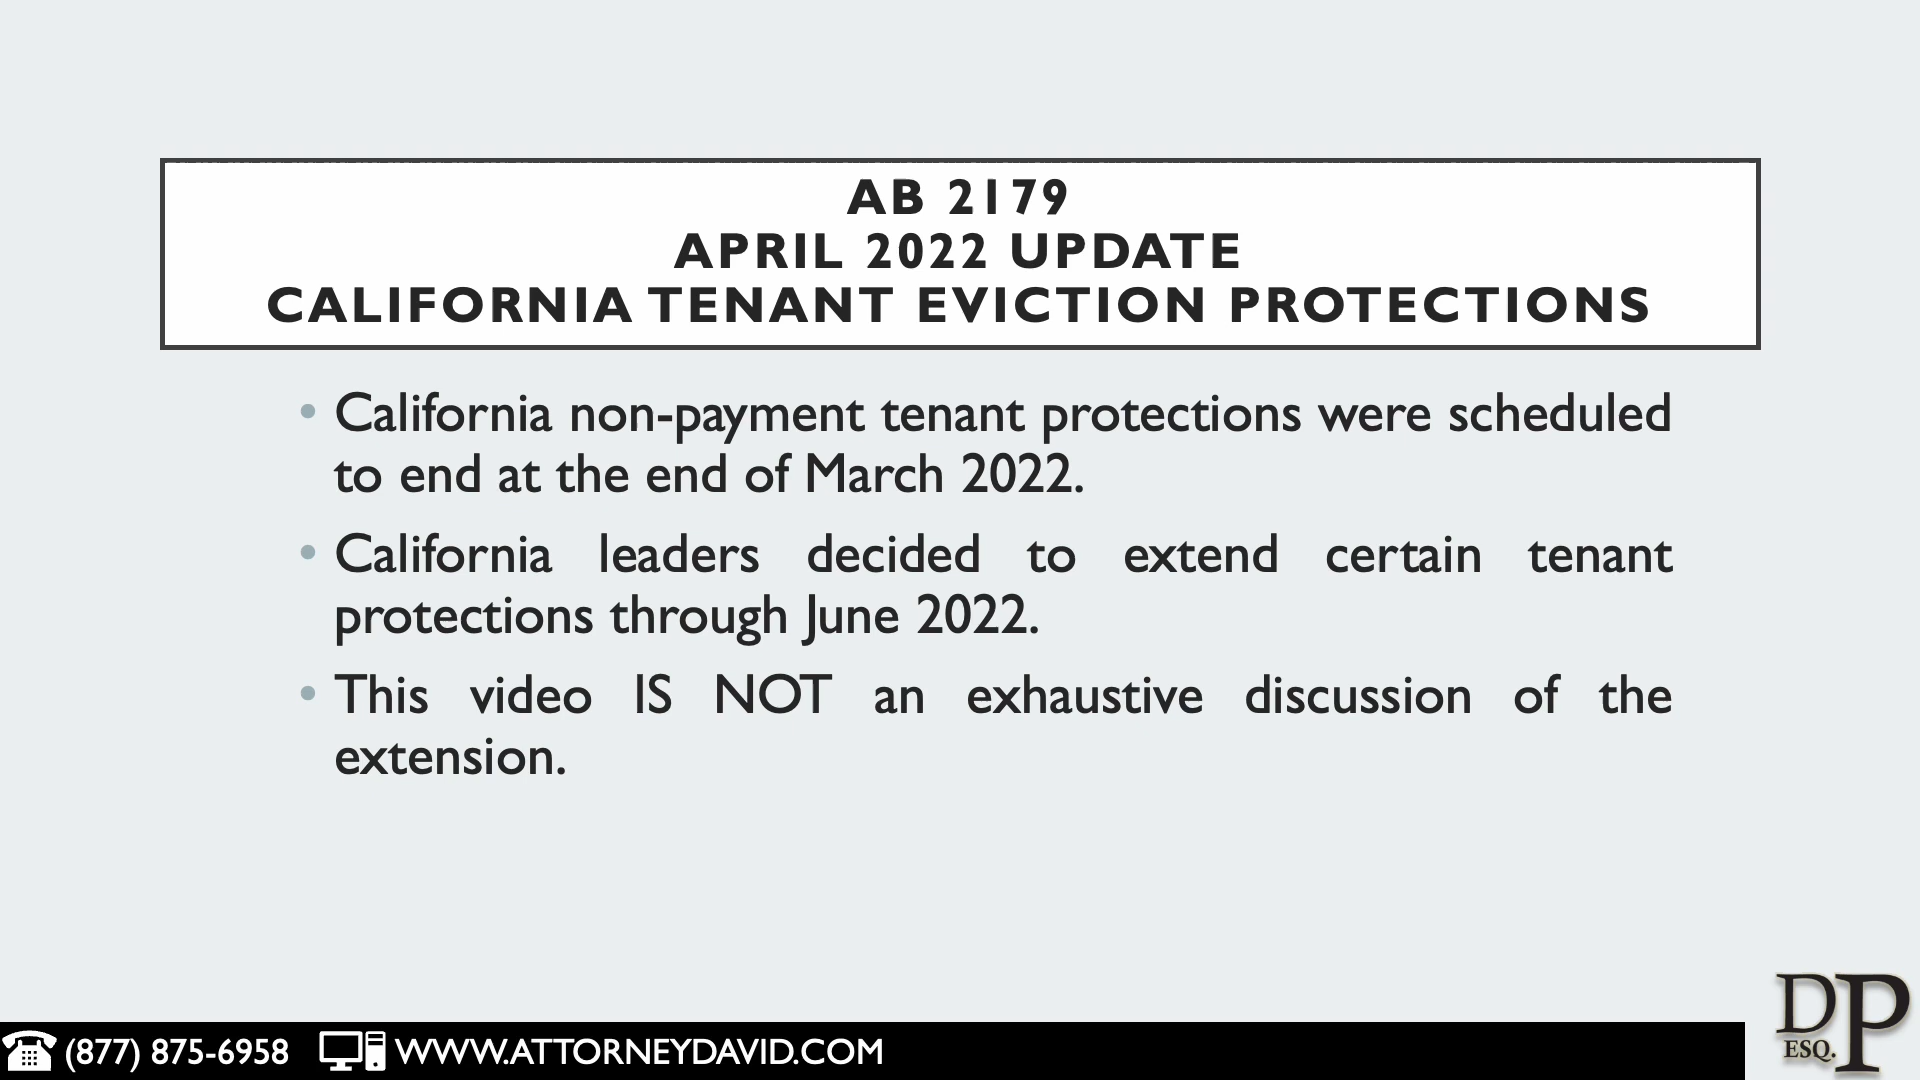 AB 2179
APRIL 2022 UPDATE
CALIFORNIA TENANT EVICTION PROTECTIONS
• California non-payment tenant protections were scheduled
to end at the end of March 2022.
• California leaders decided to extend certain tenant
protections through June 2022.
• This video IS NOT an exhaustive discussion of the
extension.
(877) 875-6958 WWW.ATTORNEYDAVID.COM
DP
ESQ.